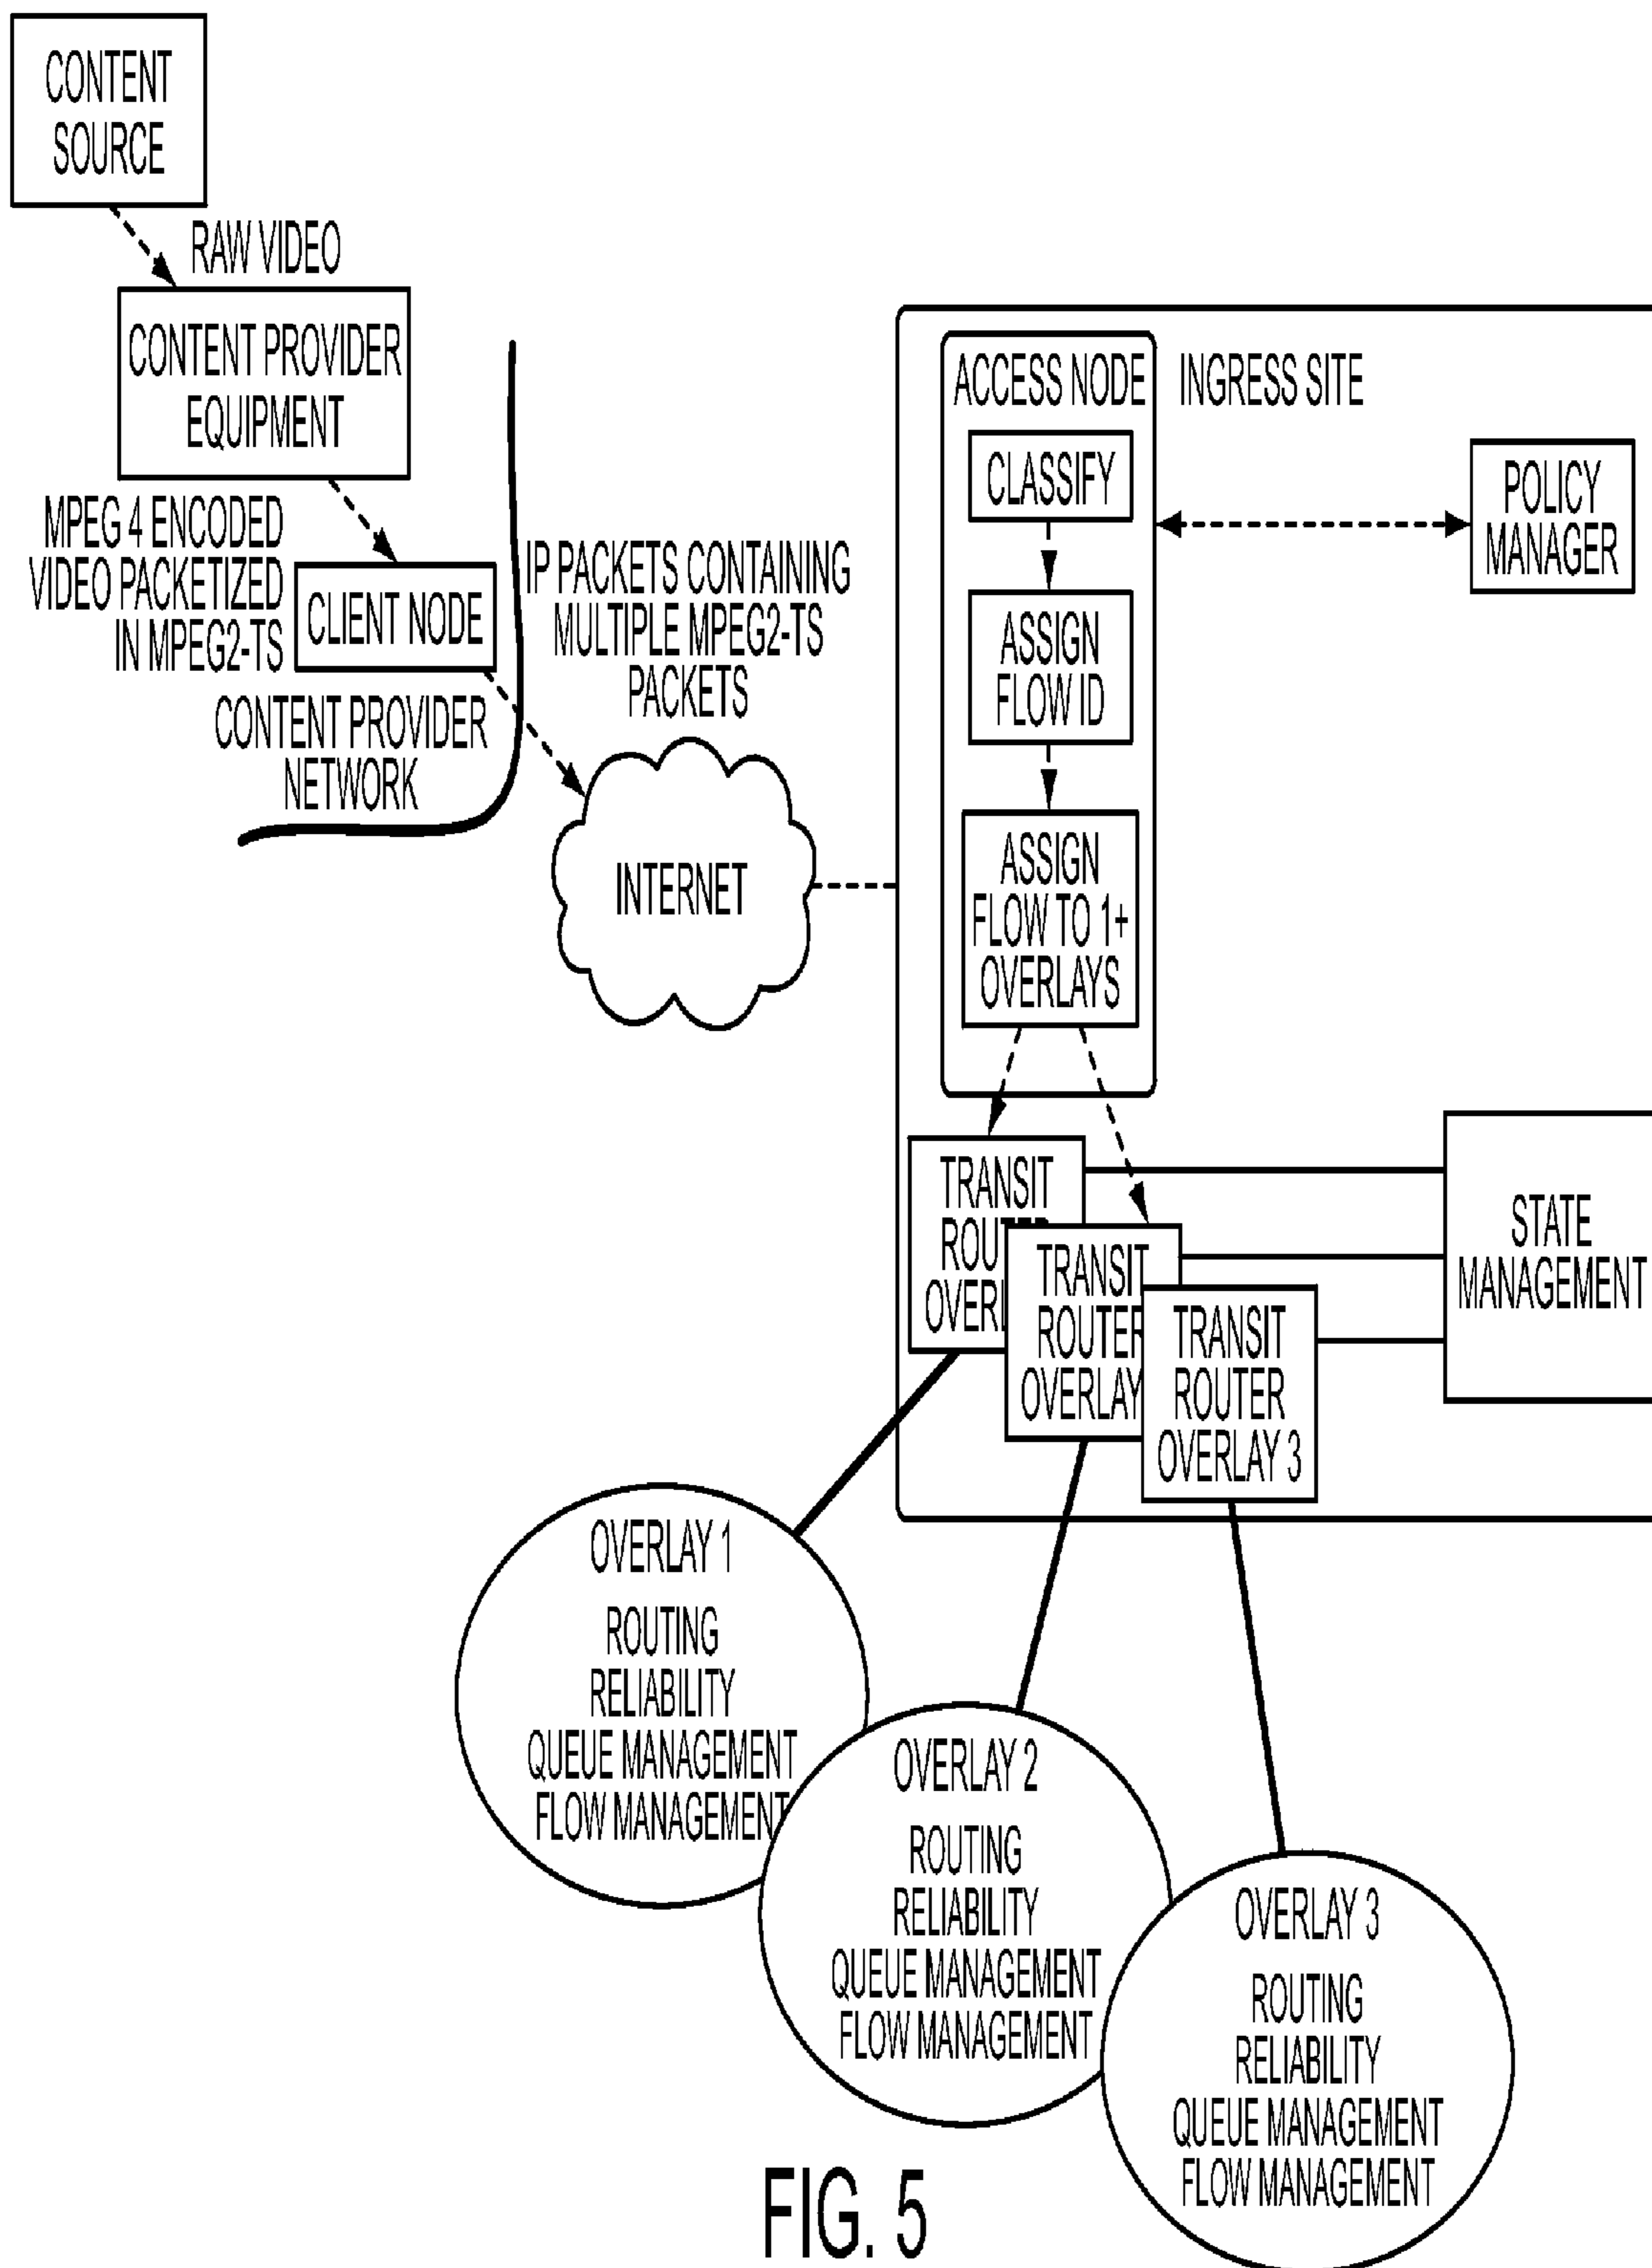 CONTENT
SOURCE
RAW VIDEO
CONTENT PROVIDER
EQUIPMENT
MPEG 4 ENCODED
VIDEO PACKETIZED
IN MPEG2-TS
CLIENT NODE
CONTENT PROVIDER
NETWORK
IP PACKETS CONTAINING
MULTIPLE MPEG2-TS
PACKETS
INTERNET
ACCESS NODE
INGRESS SITE
CLASSIFY
ASSIGN
FLOW ID
ASSIGN
FLOW TO 1+
OVERLAYS
POLICY
MANAGER
TRANSIT
TRANSIT
ROUTER
OVERLAY
TRANSIT
ROUTER
OVERLAY 3
STATE
MANAGEMENT
OVERLAY 1
ROUTING
RELIABILITY
QUEUE MANAGEMENT
FLOW MANAGEMENT
OVERLAY 2
ROUTING
RELIABILITY
QUEUE MANAGEMENT
FLOW MANAGEMENT
OVERLAY 3
ROUTING
RELIABILITY
QUEUE MANAGEMENT
FLOW MANAGEMENT
FIG. 5